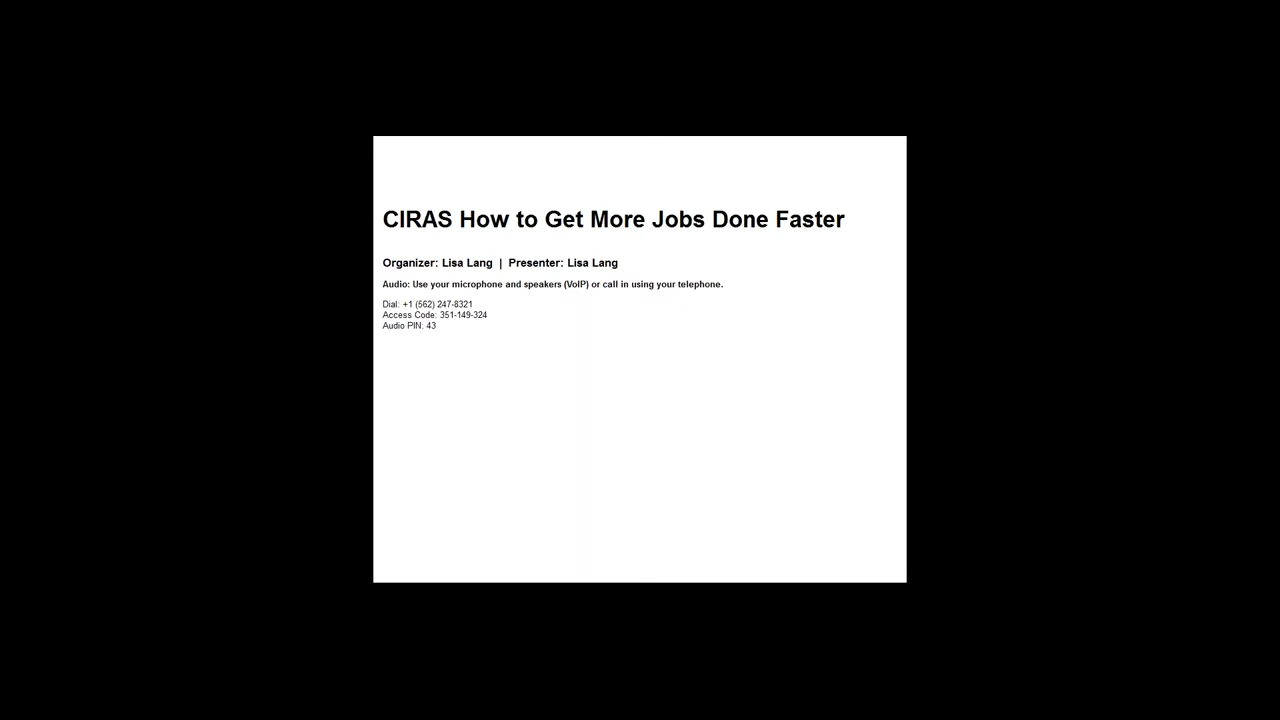 CIRAS How to Get More Jobs Done Faster
Organizer: Lisa Lang | Presenter: Lisa Lang
Audio: Use your microphone and speakers (VoIP) or call in using your telephone.
Dial: +1 (562) 247-8321
Access Code: 351-149-324
Audio PIN: 43